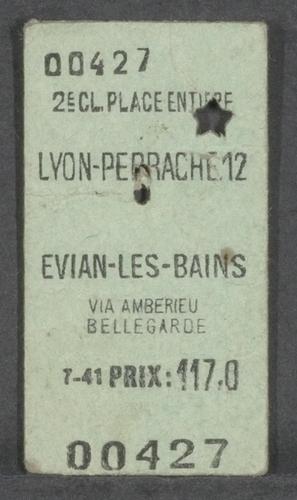 00427
2E CL. PLACE ENTIERE
LYON-PERRACHE.12
EVIAN-LES-BAINS
VIA AMBERIEU
BELLEGARDE
7-41 PRIX: 117.0
00427